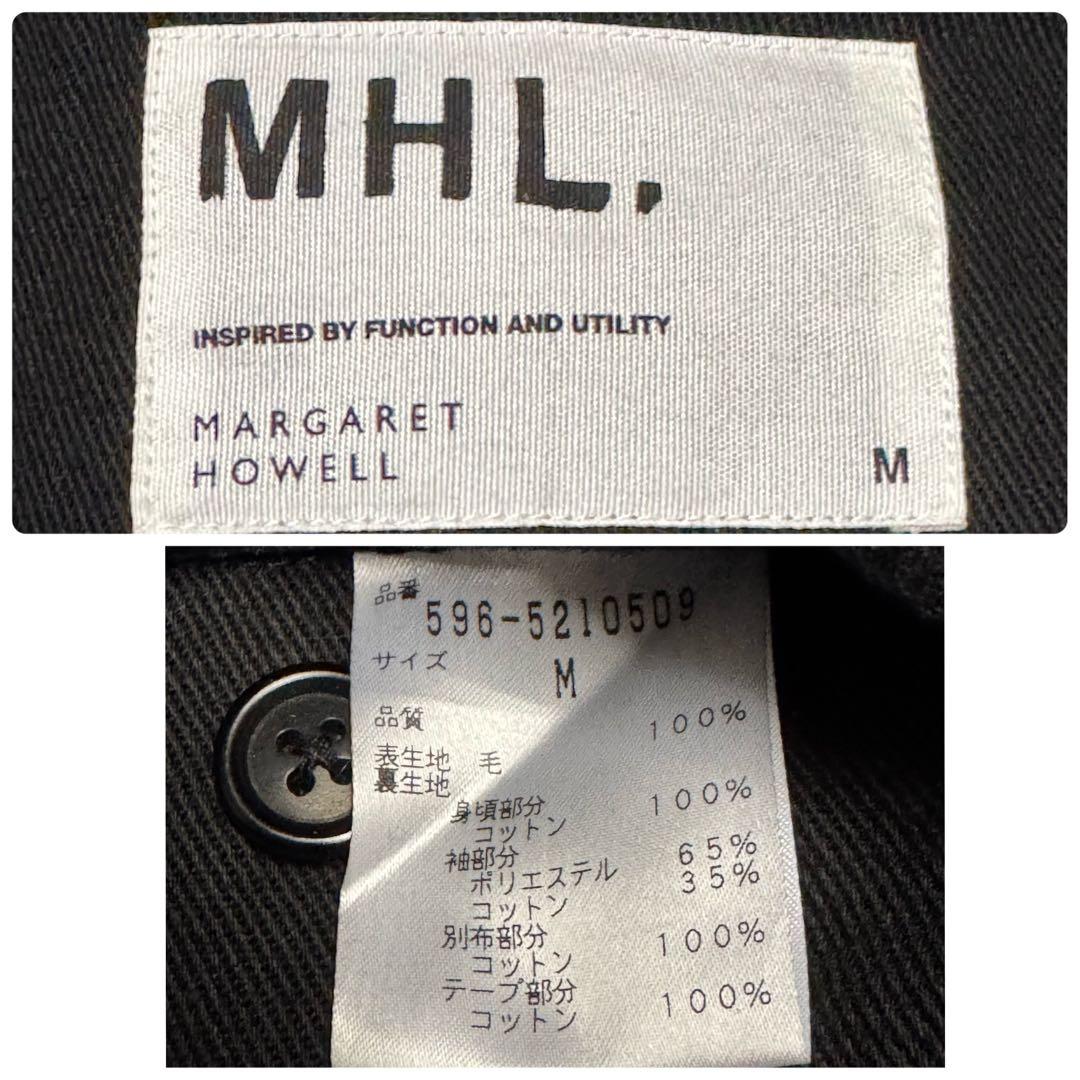 MHL.
INSPIRED BY FUNCTION AND UTILITY
MARGARET
HOWELL
M
品番
596-5210509
サイズ
M
品質
表生地 毛 100%
裏生地
身頃部分
コットン 100%
袖部分
ポリエステル 65%
コットン 35%
別布部分
コットン 100%
テープ部分
コットン 100%